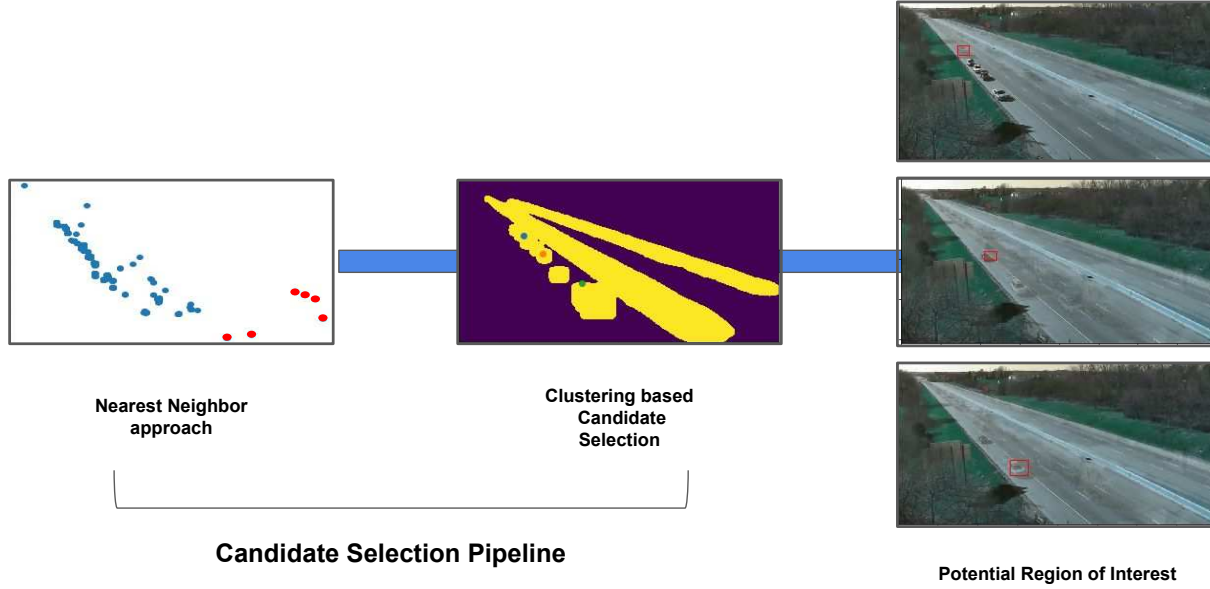 Nearest Neighbor
approach
Clustering based
Candidate
Selection
Candidate Selection Pipeline
Potential Region of Interest